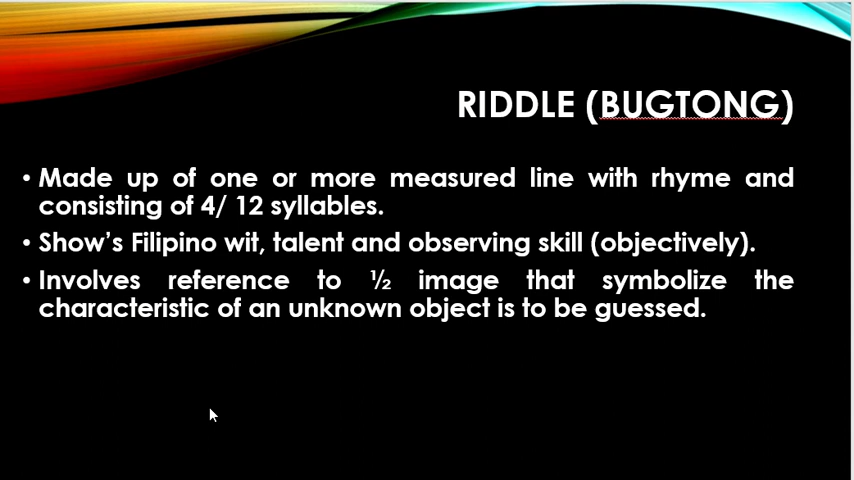 RIDDLE (BUGTONG)
• Made up of one or more measured line with rhyme and
consisting of 4/ 12 syllables.
• Show's Filipino wit, talent and observing skill (objectively).
• Involves reference to ½ image that symbolize the
characteristic of an unknown object is to be guessed.